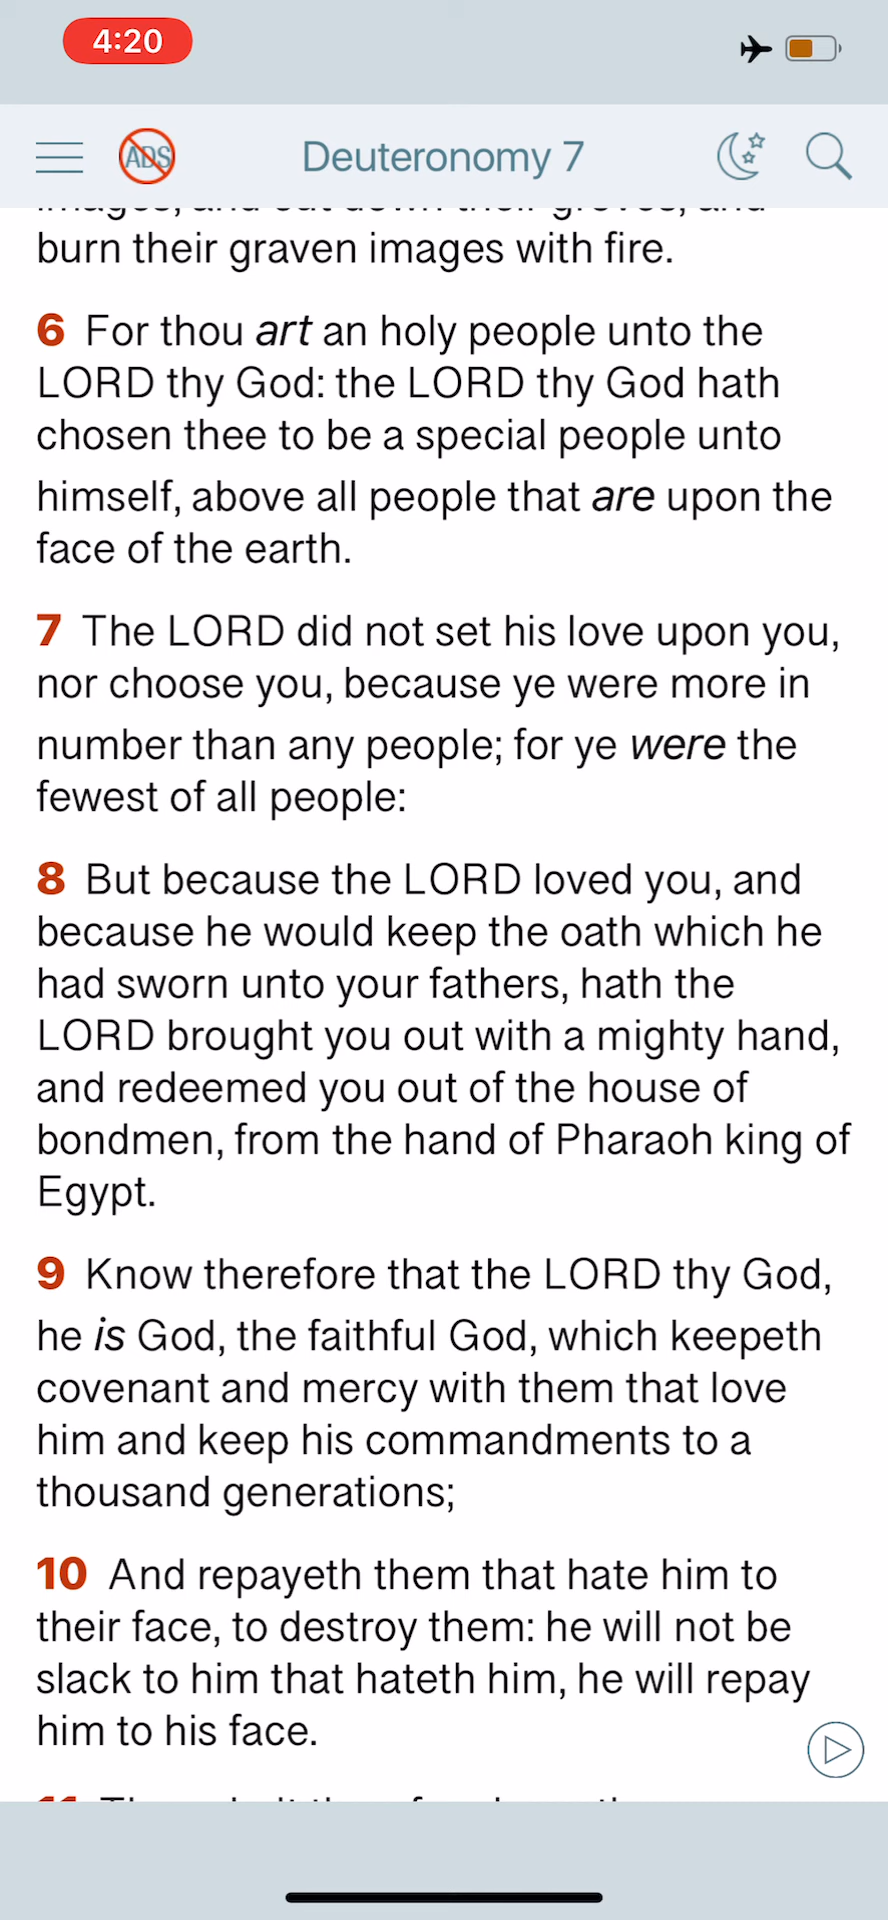 4:20
ADS
Deuteronomy 7
images, and cut down their groves, and
burn their graven images with fire.
6 For thou art an holy people unto the
LORD thy God: the LORD thy God hath
chosen thee to be a special people unto
himself, above all people that are upon the
face of the earth.
7 The LORD did not set his love upon you,
nor choose you, because ye were more in
number than any people; for ye were the
fewest of all people:
8 But because the LORD loved you, and
because he would keep the oath which he
had sworn unto your fathers, hath the
LORD brought you out with a mighty hand,
and redeemed you out of the house of
bondmen, from the hand of Pharaoh king of
Egypt.
9 Know therefore that the LORD thy God,
he is God, the faithful God, which keepeth
covenant and mercy with them that love
him and keep his commandments to a
thousand generations;
10 And repayeth them that hate him to
their face, to destroy them: he will not be
slack to him that hateth him, he will repay
him to his face.